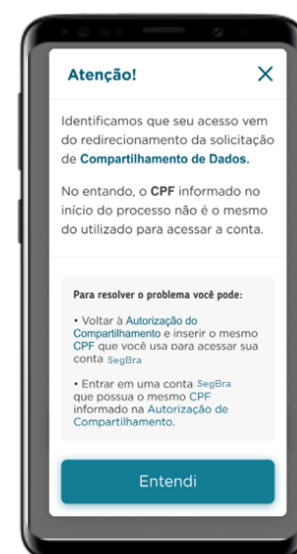 Atenção!
Identificamos que seu acesso vem
do redirecionamento da solicitação
de Compartilhamento de Dados.
No entando, o CPF informado no
início do processo não é o mesmo
do utilizado para acessar a conta.
Para resolver o problema você pode:
• Voltar à Autorização do
Compartilhamento e inserir o mesmo
CPF que você usa para acessar sua
conta SegBra
• Entrar em uma conta SegBra
que possua o mesmo CPF
informado na Autorização de
Compartilhamento.
Entendi